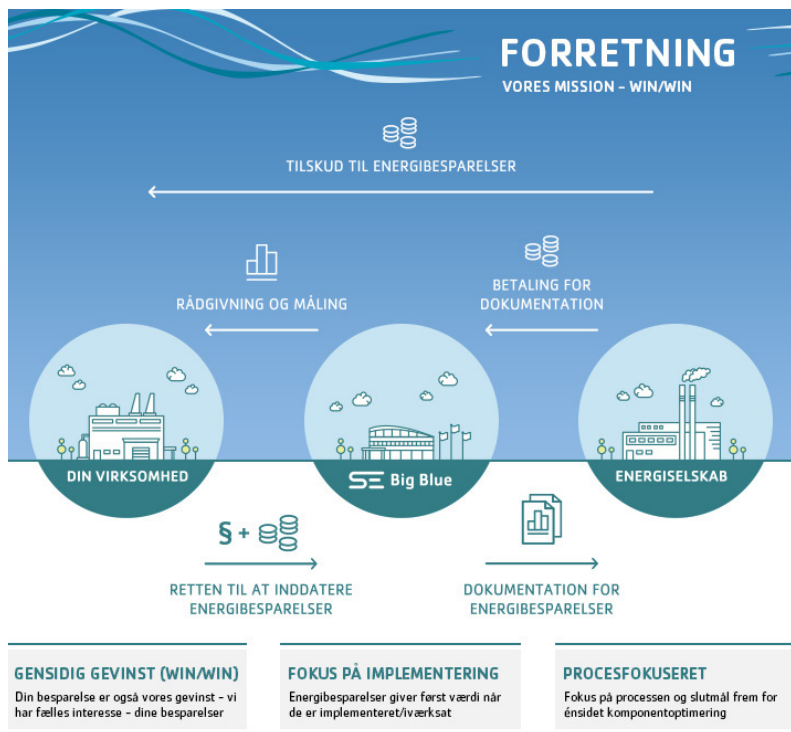 FORRETNING
VORES MISSION – WIN/WIN
TILSKUD TIL ENERGIBESPARELSER
RÅDGIVNING OG MÅLING
BETALING FOR
DOKUMENTATION
DIN VIRKSOMHED
SE Big Blue
ENERGISELSKAB
§ +
RETTEN TIL AT INDDATERE
ENERGIBESPARELSER
DOKUMENTATION FOR
ENERGIBESPARELSER
GENSIDIG GEVINST (WIN/WIN)
Din besparelse er også vores gevinst – vi
har fælles interesse – dine besparelser
FOKUS PÅ IMPLEMENTERING
Energibesparelser giver først værdi når
de er implementeret/iværksat
PROCESFOKUSERET
Fokus på processen og slutmål frem for
énsidet komponentoptimering